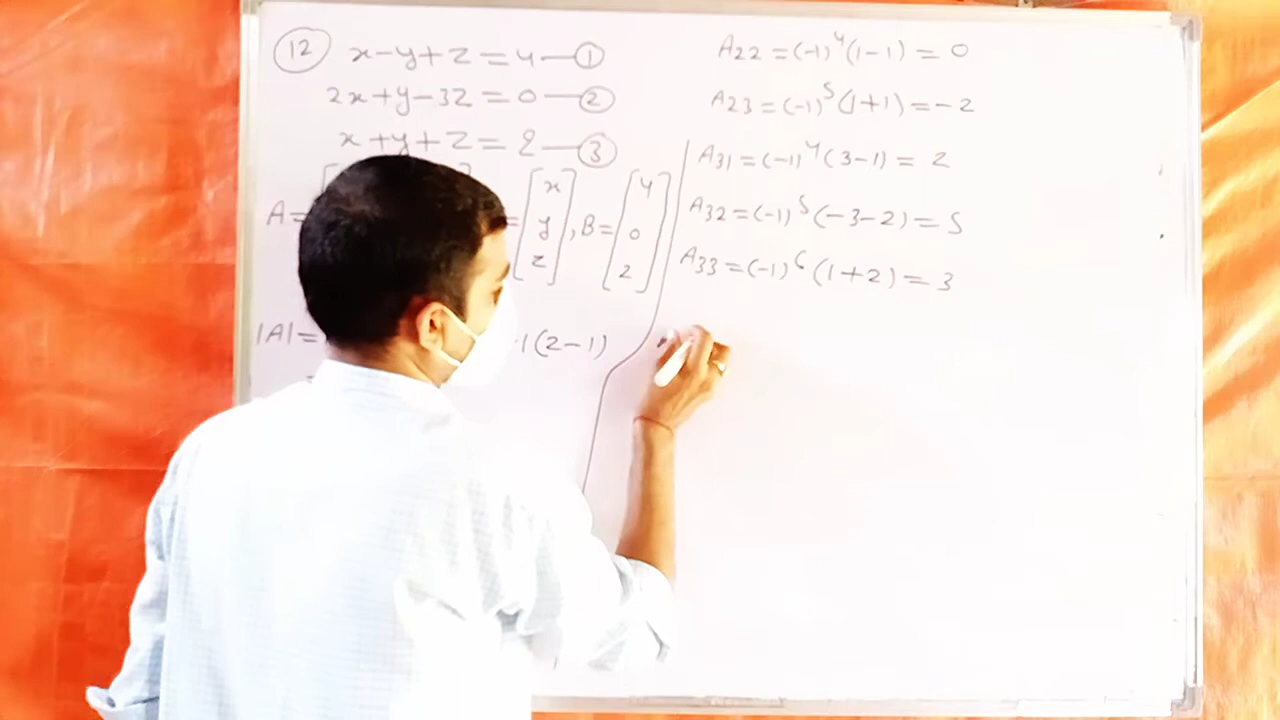 12 x-y+z=4 — 1
2x+y-3z=0 — 2
x+y+z=2 — 3
A= = [x y z], B= [4 0 2]
|A|= 1(2-1)
A22=(-1)^4(1-1)=0
A23=(-1)^5(1+1)=-2
A31=(-1)^4(3-1)=2
A32=(-1)^5(-3-2)=5
A33=(-1)^6(1+2)=3